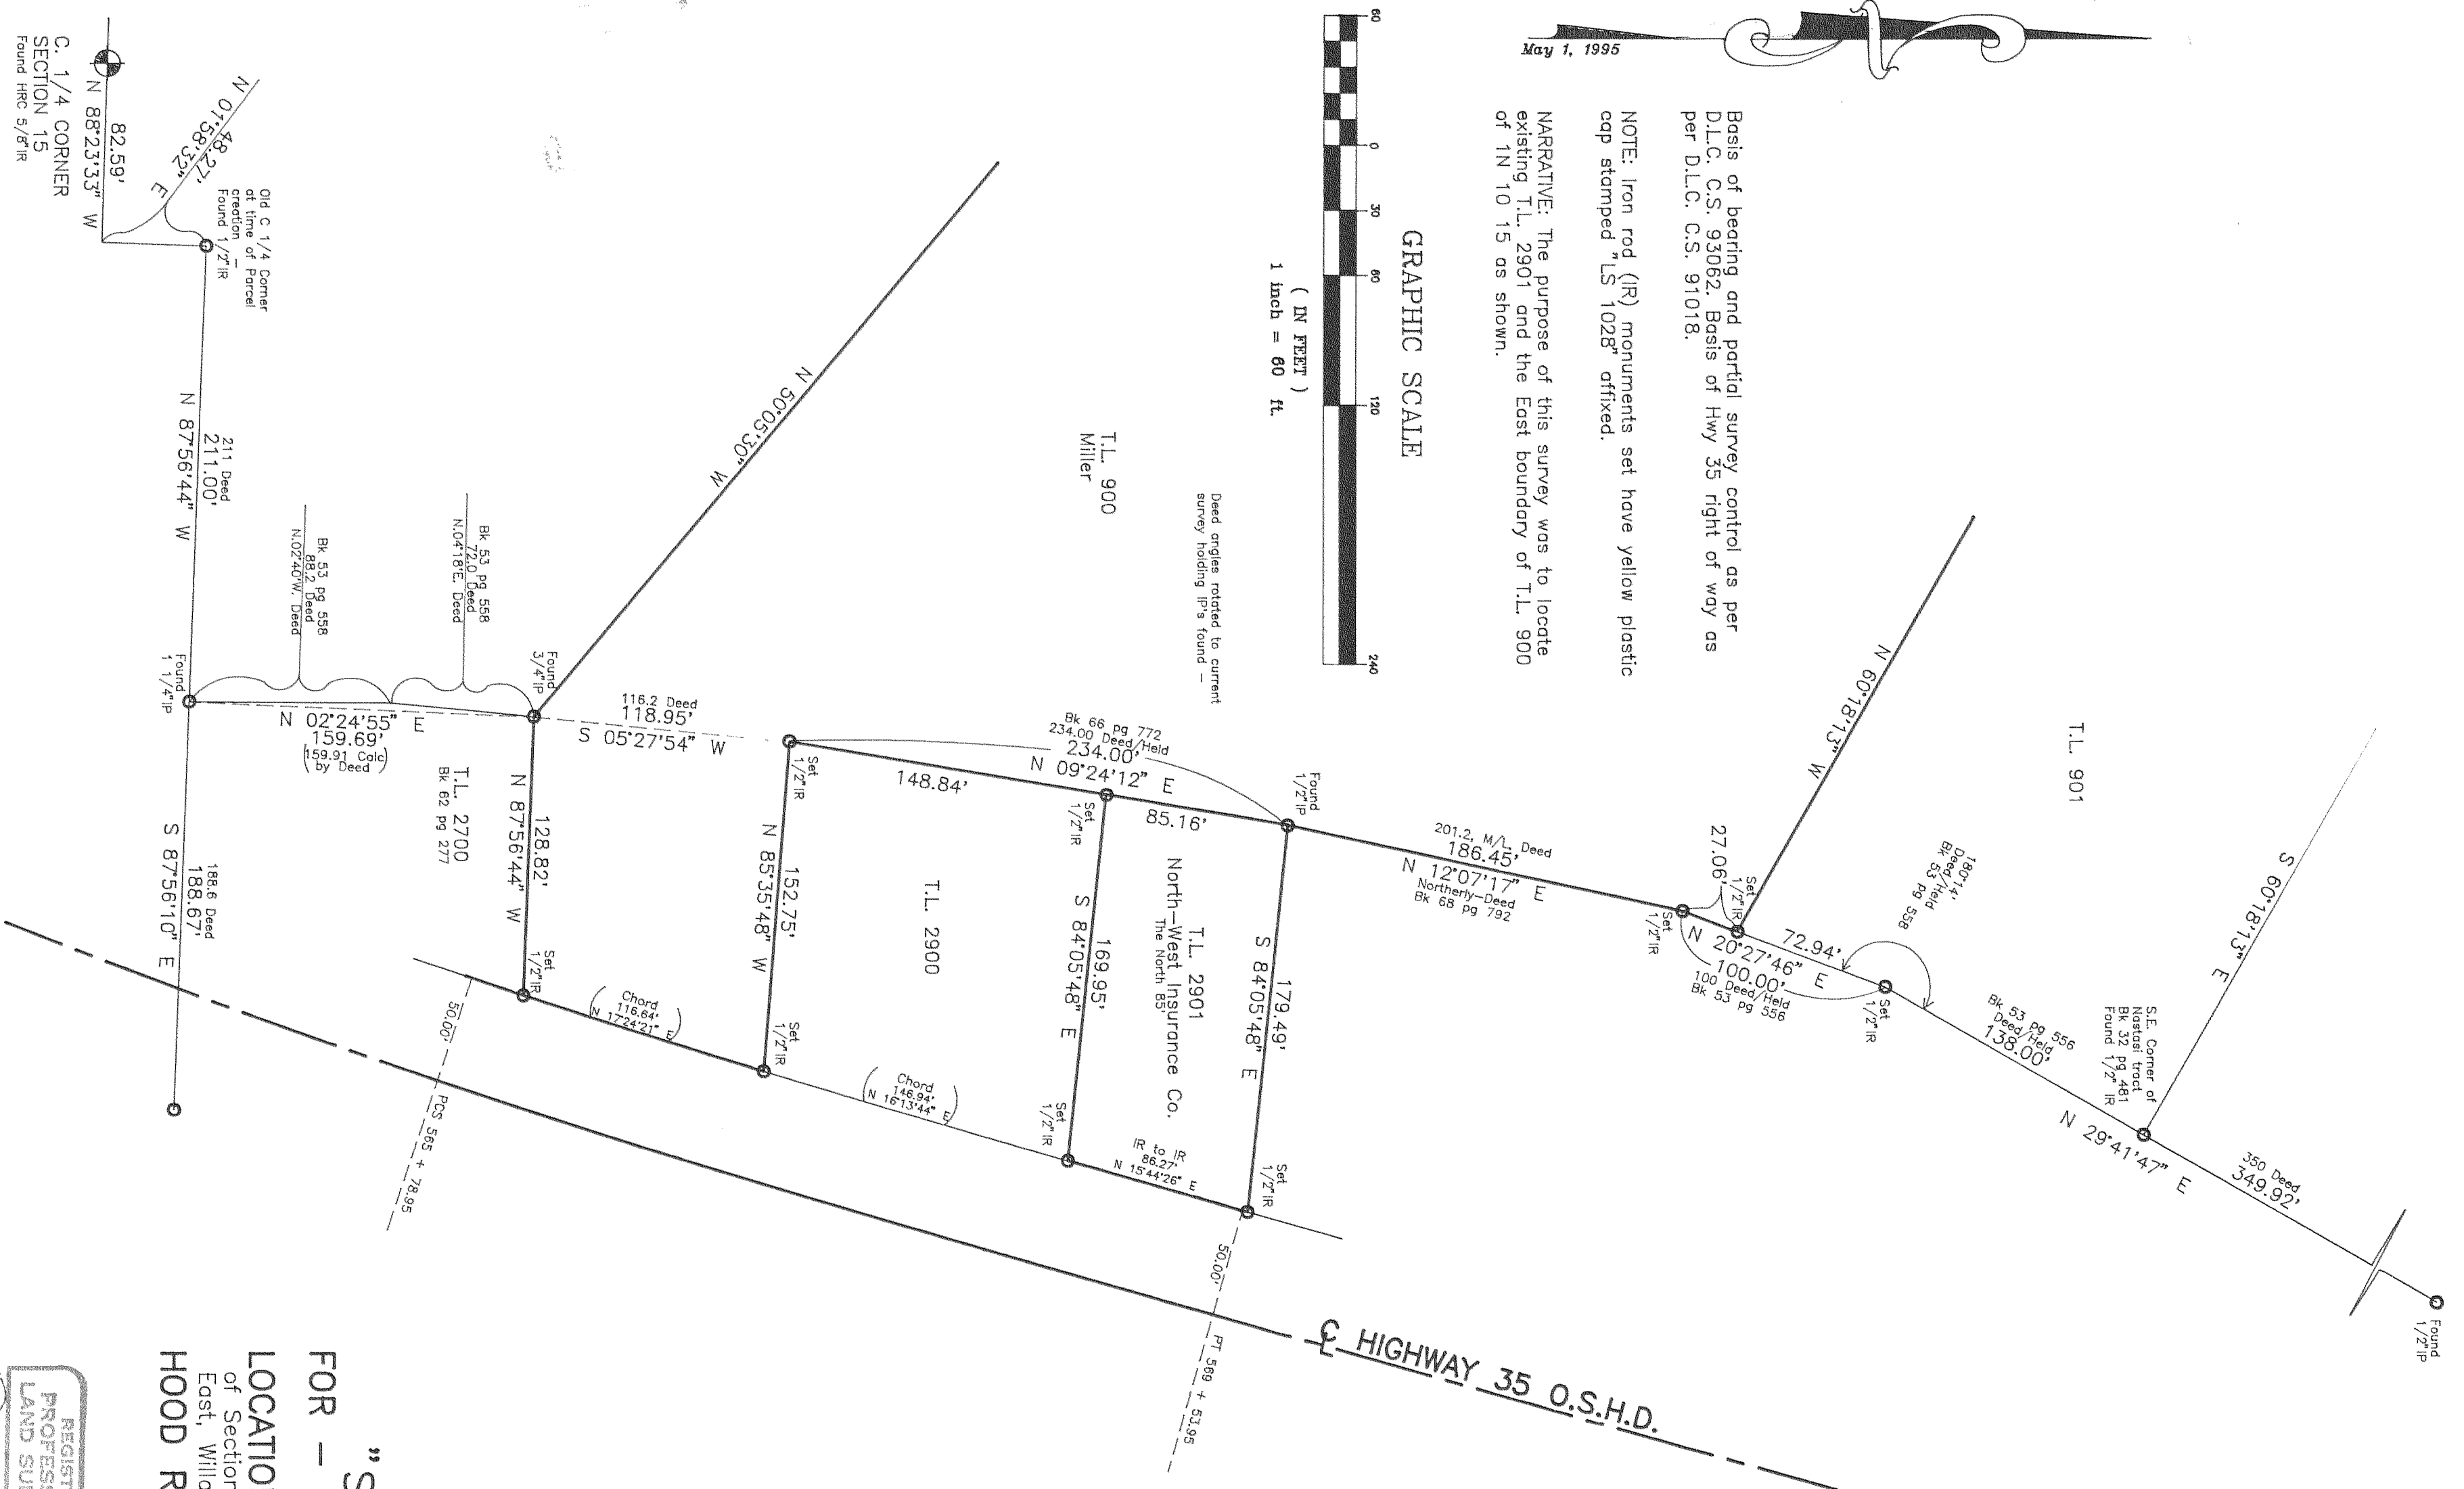 May 1, 1995
Basis of bearing and partial survey control as per
D.L.C. C.S. 93062. Basis of Hwy 35 right of way as
per D.L.C. C.S. 91018.
NOTE: Iron rod (IR) monuments set have yellow plastic
cap stamped "LS 1028" affixed.
NARRATIVE: The purpose of this survey was to locate
existing T.L. 2901 and the East boundary of T.L. 900
of 1N 10 15 as shown.
GRAPHIC SCALE
60 0 30 60 120 240
( IN FEET )
1 inch = 60 ft.
T.L. 901
S 60°18'13" E
N 60°18'13" W
350 Deed
349.92'
Found
1/2"IP
S.E. Corner of
Nastasi tract
Bk 32 pg 481
Found 1/2" IR
N 29°41'47" E
Bk 53 pg 556
Deed/Held
138.00'
180°14'
Deed/Held
Bk 53 pg 558
Set
1/2"IR
72.94'
N 20°27'46" E
100.00'
100 Deed/Held
Bk 53 pg 556
27.06'
Set
1/2"IR
Set
1/2"IR
201.2, M/L, Deed
186.45'
N 12°07'17" E
Northerly-Deed
Bk 68 pg 792
Found
1/2"IP
Deed angles rotated to current
survey holding IP's found -
T.L. 900
Miller
Bk 66 pg 772
234.00 Deed/Held
234.00'
N 09°24'12" E
85.16'
148.84'
179.49'
S 84°05'48" E
T.L. 2901
North-West Insurance Co.
The North 85'
Set
1/2"IR
169.95'
S 84°05'48" E
Set
1/2"IR
IR to IR
86.27'
N 15°44'26" E
Set
1/2"IR
T.L. 2900
Chord
146.94'
N 16°13'44" E
Set
1/2"IR
152.75'
N 85°35'48" W
Set
1/2"IR
116.2 Deed
118.95'
S 05°27'54" W
Chord
116.64'
N 17°24'21" E
Found
3/4"IP
128.82'
N 87°56'44" W
Set
1/2"IR
N 50°05'30" W
Bk 53 pg 558
72.0 Deed
N.04°18'E. Deed
Bk 53 pg 558
88.2 Deed
N.02°40'W. Deed
N 02°24'55" E
159.69'
(159.91 Calc
by Deed)
T.L. 2700
Bk 62 pg 277
Found
1 1/4"IP
211 Deed
211.00'
N 87°56'44" W
188.6 Deed
188.67'
S 87°56'10" E
Old C 1/4 Corner
at time of Parcel
creation -
Found 1/2"IR
48.27'
N 01°58'32" E
82.59'
N 88°23'33" W
C. 1/4 CORNER
SECTION 15
Found HRC 5/8"IR
50.00'
PCS 565 + 78.95
50.00'
PT 569 + 53.95
℄ HIGHWAY 35 O.S.H.D.
"S
FOR -
LOCATIO
of Section
East, Willa
HOOD R
REGIST
PROFESS
LAND SU